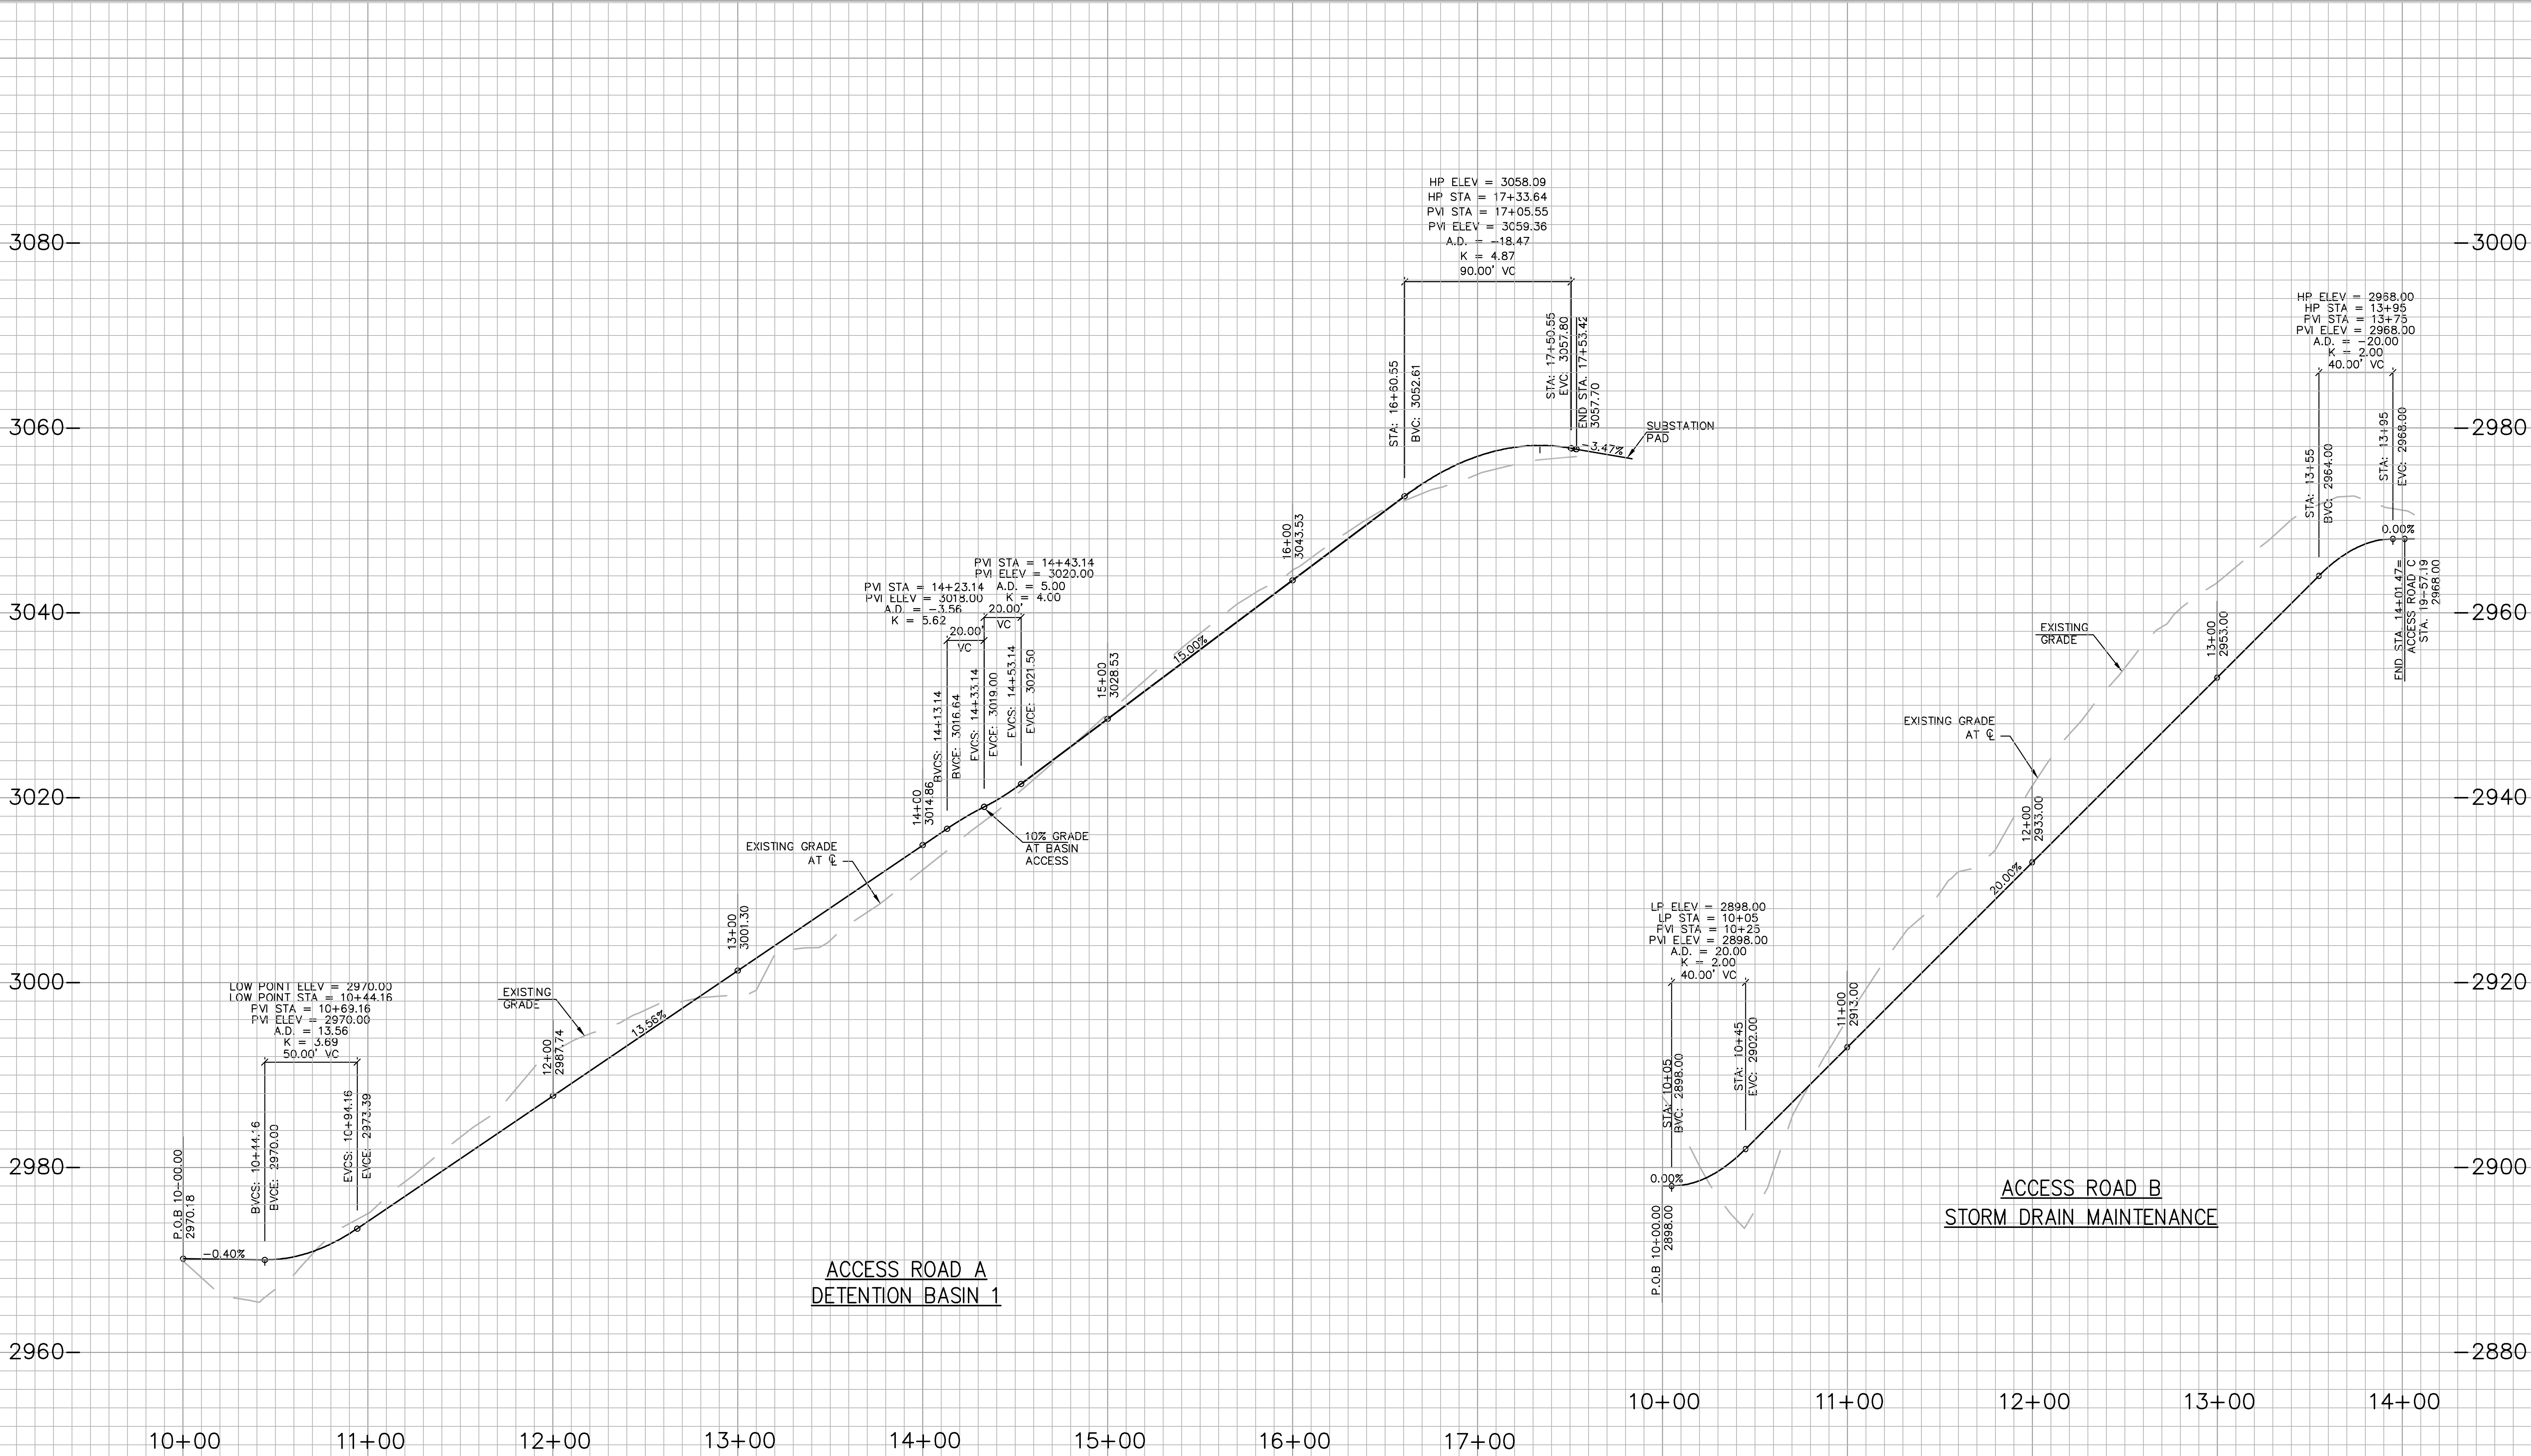 HP ELEV = 3058.09
HP STA = 17+33.64
PVI STA = 17+05.55
PVI ELEV = 3059.36
A.D. = -18.47
K = 4.87
90.00' VC
3080
3060
3040
3020
3000
2980
2960
LOW POINT ELEV = 2970.00
LOW POINT STA = 10+44.16
PVI STA = 10+69.16
PVI ELEV = 2970.00
A.D. = 13.56
K = 3.69
50.00' VC
P.O.B 10-00.00
2970.18
-0.40%
BVCS: 10+44.16
BVCE: 2970.00
EVCS: 10+94.16
EVCE: 2973.39
EXISTING
GRADE
12+00
2987.74
13.56%
13+00
3001.30
EXISTING GRADE
AT ℄
14+00
3014.86
PVI STA = 14+23.14
PVI ELEV = 3018.00
A.D. = -3.56
K = 5.62
20.00'
VC
PVI STA = 14+43.14
PVI ELEV = 3020.00
A.D. = 5.00
K = 4.00
20.00'
VC
BVCS: 14+13.14
BVCE: 3016.64
EVCS: 14+33.14
EVCE: 3019.00
EVCS: 14+53.14
EVCE: 3021.50
10% GRADE
AT BASIN
ACCESS
15+00
3028.53
15.00%
16+00
3043.53
STA: 16+60.55
BVC: 3052.61
STA: 17+50.55
EVC: 3057.80
END STA. 17+53.42
3057.70
-3.47%
SUBSTATION
PAD
ACCESS ROAD A
DETENTION BASIN 1
10+00
11+00
12+00
13+00
14+00
15+00
16+00
17+00
HP ELEV = 2968.00
HP STA = 13+95
PVI STA = 13+75
PVI ELEV = 2968.00
A.D. = -20.00
K = 2.00
40.00' VC
STA: 13+55
BVC: 2964.00
STA: 13+95
EVC: 2968.00
0.00%
END STA. 14+01.47=
ACCESS ROAD C
STA. 19-57.19
2968.00
EXISTING
GRADE
13+00
2953.00
EXISTING GRADE
AT ℄
12+00
2933.00
20.00%
LP ELEV = 2898.00
LP STA = 10+05
PVI STA = 10+25
PVI ELEV = 2898.00
A.D. = 20.00
K = 2.00
40.00' VC
STA: 10+05
BVC: 2898.00
STA: 10+45
EVC: 2902.00
11+00
2913.00
0.00%
P.O.B 10+00.00
2898.00
ACCESS ROAD B
STORM DRAIN MAINTENANCE
10+00
11+00
12+00
13+00
14+00
3000
2980
2960
2940
2920
2900
2880